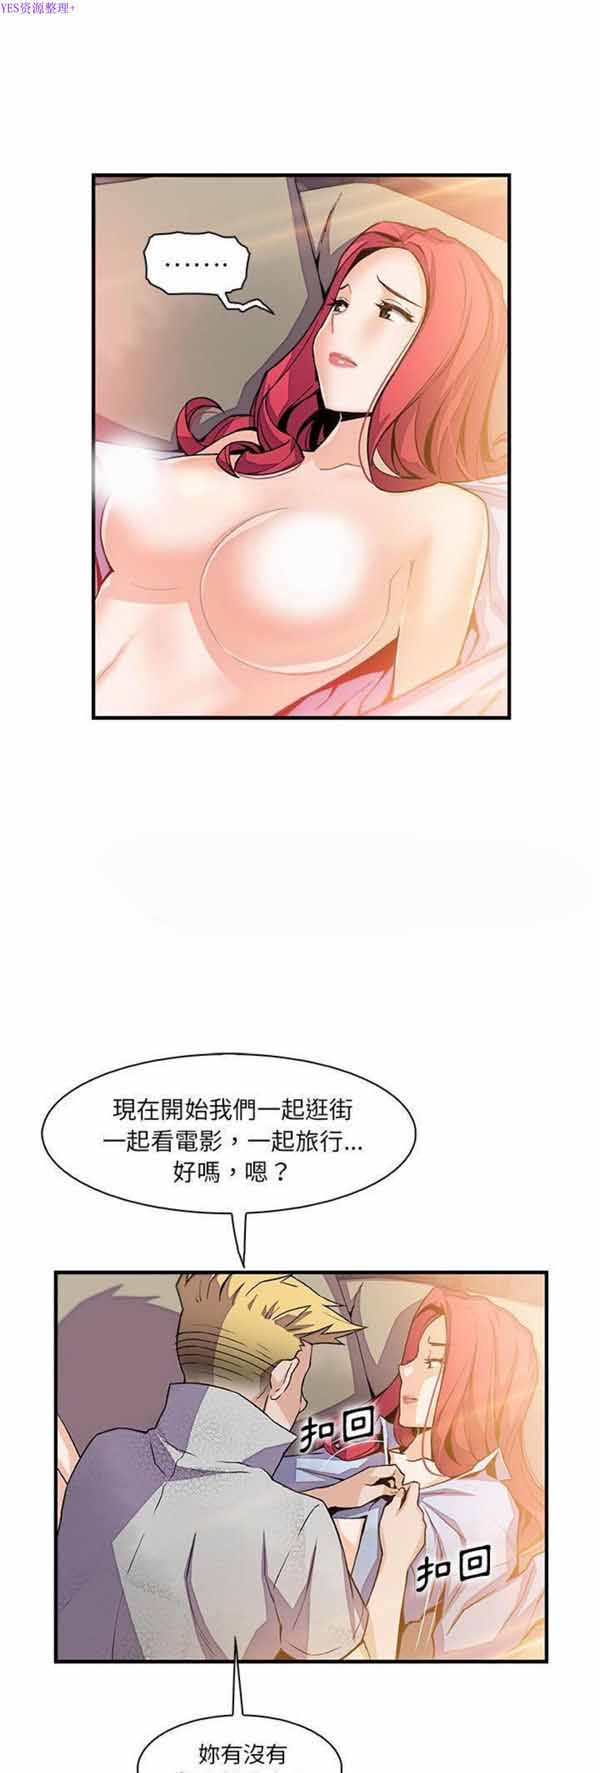 YES资源整理+
.......
現在開始我們一起逛街
一起看電影，一起旅行...
好嗎，嗯？
扣回
扣回
妳有沒有